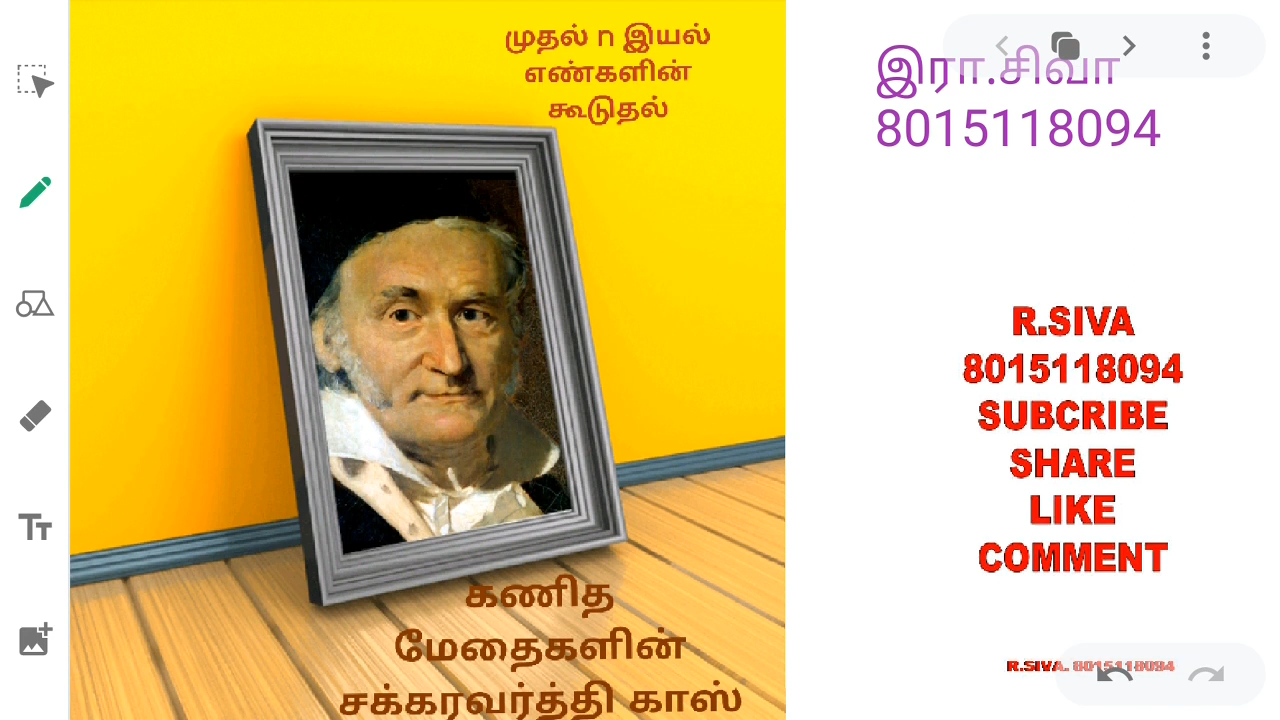 முதல் n இயல்
எண்களின்
கூடுதல்
கணித
மேதைகளின்
சக்கரவர்த்தி காஸ்
இரா.சிவா
8015118094
R.SIVA
8015118094
SUBCRIBE
SHARE
LIKE
COMMENT
R.SIVA. 8015118094